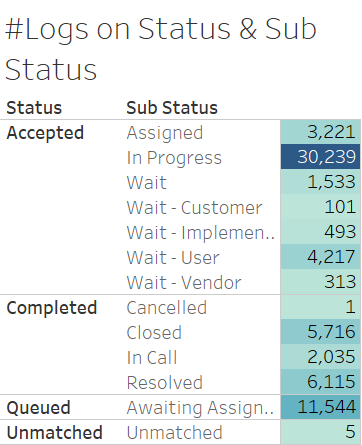 #Logs on Status & Sub
Status
Status Sub Status
Accepted Assigned 3,221
In Progress 30,239
Wait 1,533
Wait - Customer 101
Wait - Implemen.. 493
Wait - User 4,217
Wait - Vendor 313
Completed Cancelled 1
Closed 5,716
In Call 2,035
Resolved 6,115
Queued Awaiting Assign.. 11,544
Unmatched Unmatched 5